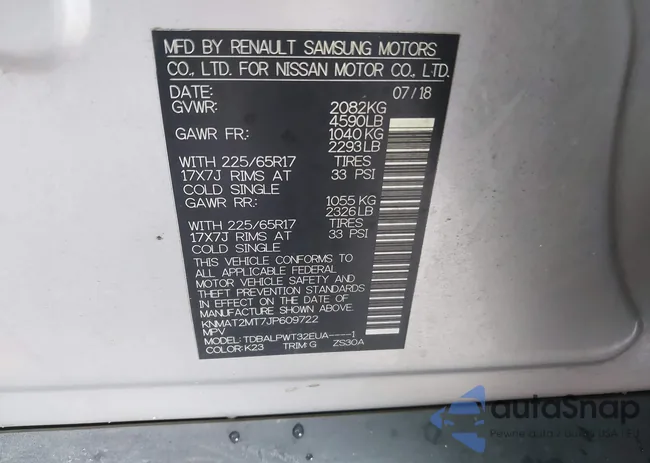 MFD BY RENAULT SAMSUNG MOTORS
CO., LTD. FOR NISSAN MOTOR CO., LTD.
DATE: 07/18
GVWR: 2082KG
4590LB
GAWR FR: 1040 KG
2293LB
WITH 225/65R17 TIRES
17X7J RIMS AT 33 PSI
COLD SINGLE
GAWR RR: 1055 KG
2326LB
WITH 225/65R17 TIRES
17X7J RIMS AT 33 PSI
COLD SINGLE
THIS VEHICLE CONFORMS TO
ALL APPLICABLE FEDERAL
MOTOR VEHICLE SAFETY AND
THEFT PREVENTION STANDARDS
IN EFFECT ON THE DATE OF
MANUFACTURE SHOWN ABOVE.
KNMAT2MT7JP609722
MPV
MODEL: TDBALPWT32EUA----1
COLOR: K23 TRIM: G ZS30A
autoSnap
Pewne auta z